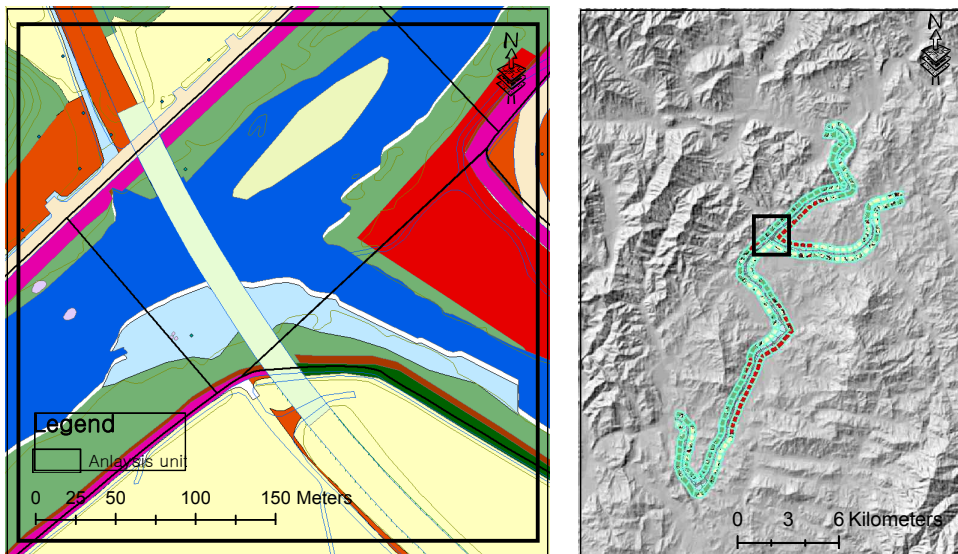 N
Legend
Anlaysis unit
0 25 50 100 150 Meters
N
0 3 6 Kilometers